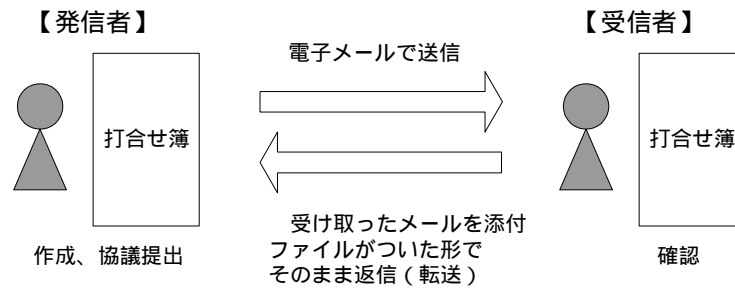 【発信者】
【受信者】
電子メールで送信
打合せ簿
打合せ簿
受け取ったメールを添付
ファイルがついた形で
そのまま返信(転送)
作成、協議提出
確認